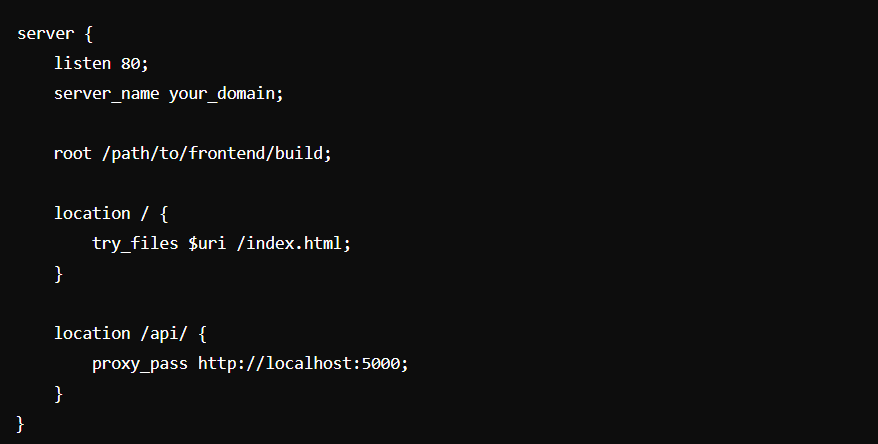 server {
    listen 80;
    server_name your_domain;

    root /path/to/frontend/build;

    location / {
        try_files $uri /index.html;
    }

    location /api/ {
        proxy_pass http://localhost:5000;
    }
}